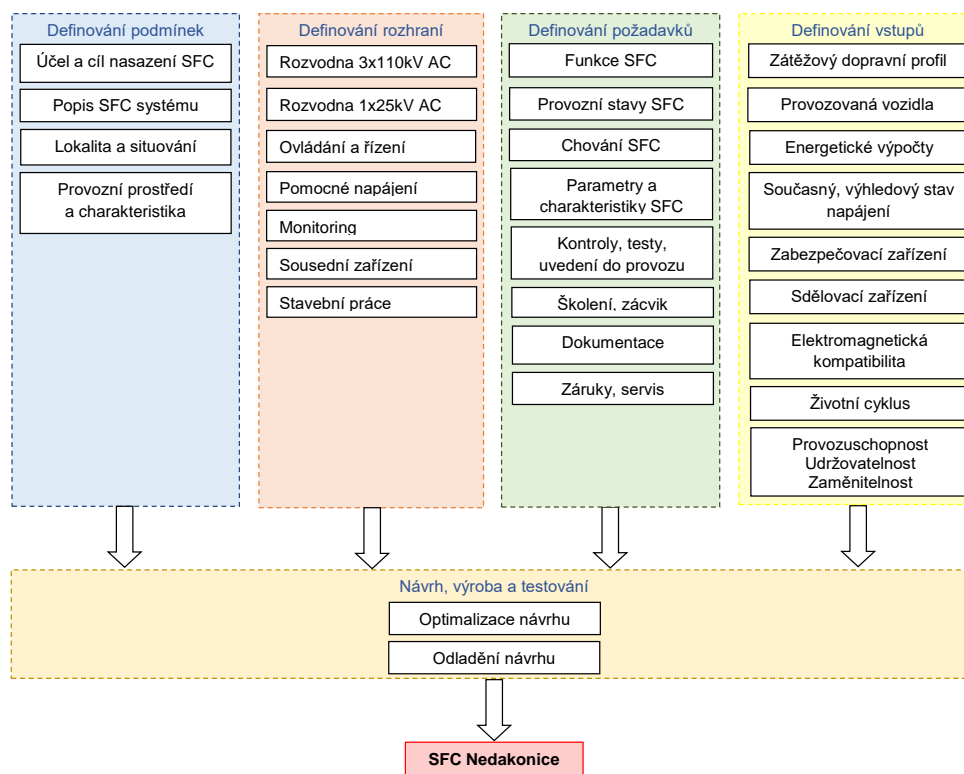 Definování podmínek
Účel a cíl nasazení SFC
Popis SFC systému
Lokalita a situování
Provozní prostředí
a charakteristika
Definování rozhraní
Rozvodna 3x110kV AC
Rozvodna 1x25kV AC
Ovládání a řízení
Pomocné napájení
Monitoring
Sousední zařízení
Stavební práce
Definování požadavků
Funkce SFC
Provozní stavy SFC
Chování SFC
Parametry a
charakteristiky SFC
Kontroly, testy,
uvedení do provozu
Školení, zácvik
Dokumentace
Záruky, servis
Definování vstupů
Zátěžový dopravní profil
Provozovaná vozidla
Energetické výpočty
Současný, výhledový stav
napájení
Zabezpečovací zařízení
Sdělovací zařízení
Elektromagnetická
kompatibilita
Životní cyklus
Provozuschopnost
Udržovatelnost
Zaměnitelnost
Návrh, výroba a testování
Optimalizace návrhu
Odladění návrhu
SFC Nedakonice